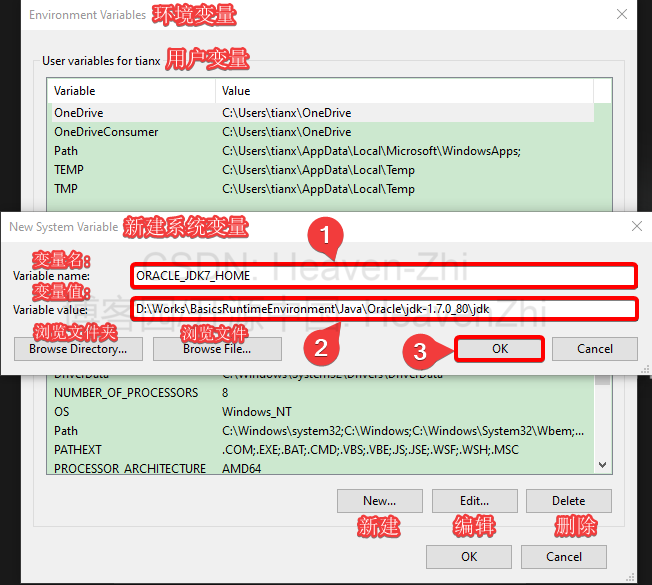 Environment Variables 环境变量
User variables for tianx 用户变量
Variable Value
OneDrive C:\Users\tianx\OneDrive
OneDriveConsumer C:\Users\tianx\OneDrive
Path C:\Users\tianx\AppData\Local\Microsoft\WindowsApps;
TEMP C:\Users\tianx\AppData\Local\Temp
TMP C:\Users\tianx\AppData\Local\Temp
New System Variable 新建系统变量
1
CSDN: Heaven-Zhi
变量名:
Variable name: ORACLE_JDK7_HOME
变量值:
Variable value: D:\Works\BasicsRuntimeEnvironment\Java\Oracle\jdk-1.7.0_80\jdk
HeavenZhi
浏览文件夹 浏览文件 2 3
Browse Directory... Browse File... OK Cancel
DriverData C:\Windows\System32\Drivers\DriverData
NUMBER_OF_PROCESSORS 8
OS Windows_NT
Path C:\Windows\system32;C:\Windows;C:\Windows\System32\Wbem;...
PATHEXT .COM;.EXE;.BAT;.CMD;.VBS;.VBE;.JS;.JSE;.WSF;.WSH;.MSC
PROCESSOR_ARCHITECTURE AMD64
New... Edit... Delete
新建 编辑 删除
OK Cancel